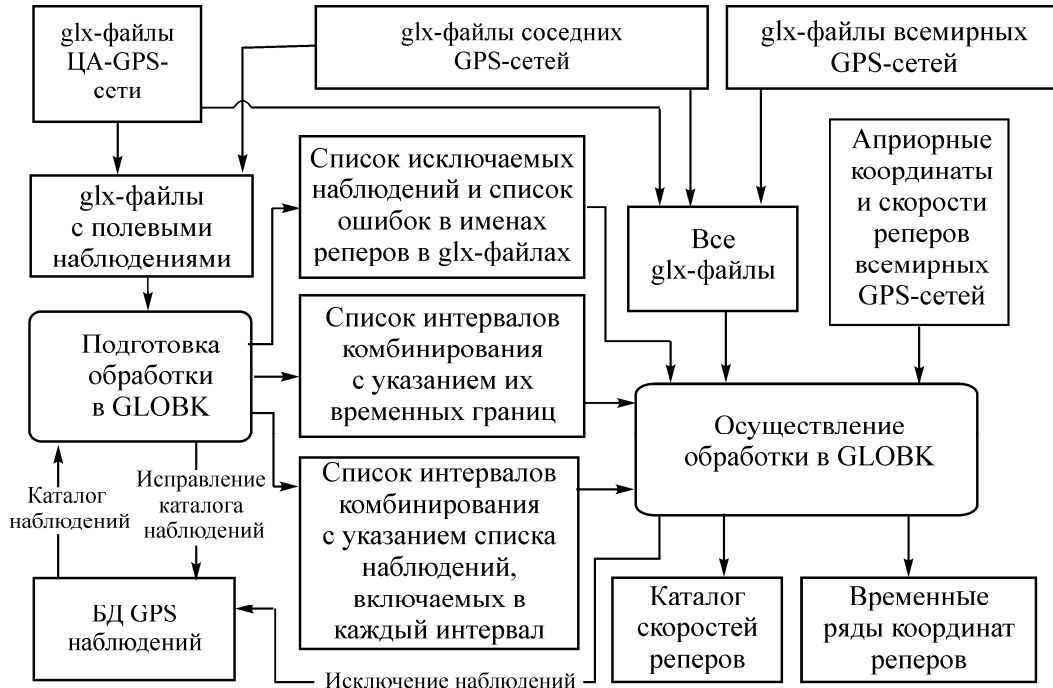 glx-файлы
ЦА-GPS-
сети
glx-файлы соседних
GPS-сетей
glx-файлы всемирных
GPS-сетей
glx-файлы
с полевыми
наблюдениями
Список исключаемых
наблюдений и список
ошибок в именах
реперов в glx-файлах
Все
glx-файлы
Априорные
координаты
и скорости
реперов
всемирных
GPS-сетей
Подготовка
обработки
в GLOBK
Список интервалов
комбинирования
с указанием их
временных границ
Осуществление
обработки в GLOBK
Каталог
наблюдений
Исправление
каталога
наблюдений
Список интервалов
комбинирования
с указанием списка
наблюдений,
включаемых в
каждый интервал
БД GPS
наблюдений
Каталог
скоростей
реперов
Временные
ряды координат
реперов
Исключение наблюдений